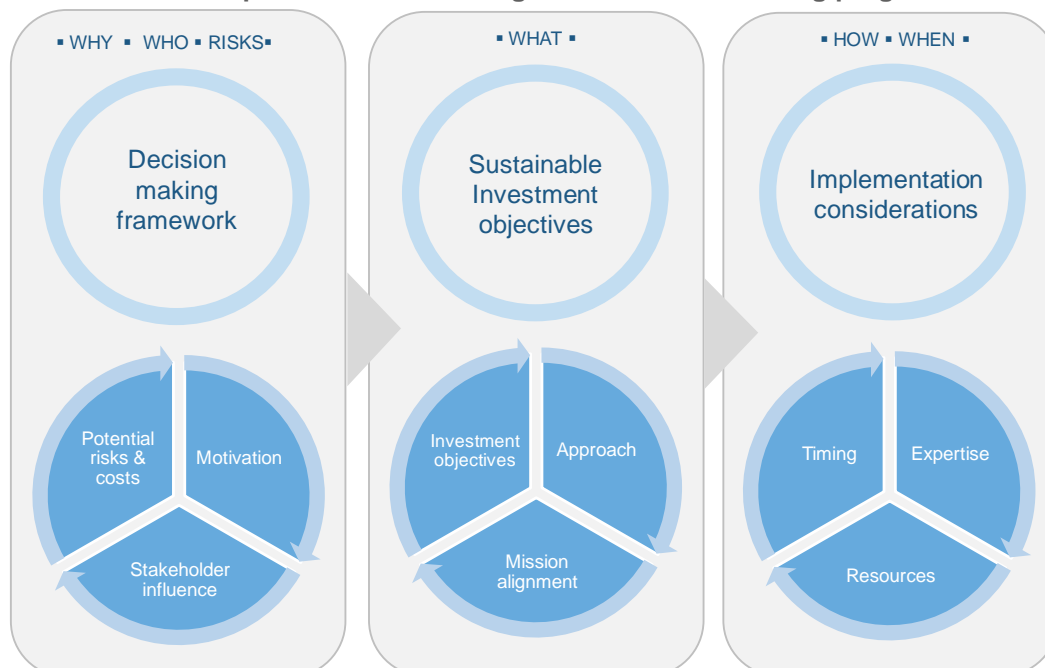 ▪ WHY ▪ WHO ▪ RISKS▪
Decision
making
framework
Potential
risks &
costs
Motivation
Stakeholder
influence
▪ WHAT ▪
Sustainable
Investment
objectives
Investment
objectives
Approach
Mission
alignment
▪ HOW ▪ WHEN ▪
Implementation
considerations
Timing
Expertise
Resources